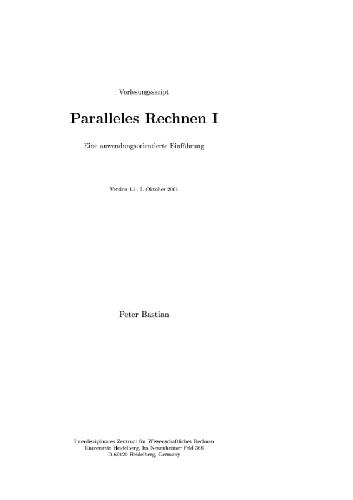 Vorlesungsskript
Paralleles Rechnen I
Eine anwendungsorientierte Einführung
Version 1.1, Oktober 2001
Peter Bastian
Interdisziplinäres Zentrum für Wissenschaftliches Rechnen
Universität Heidelberg, Im Neuenheimer Feld 368
D-69120 Heidelberg, Germany